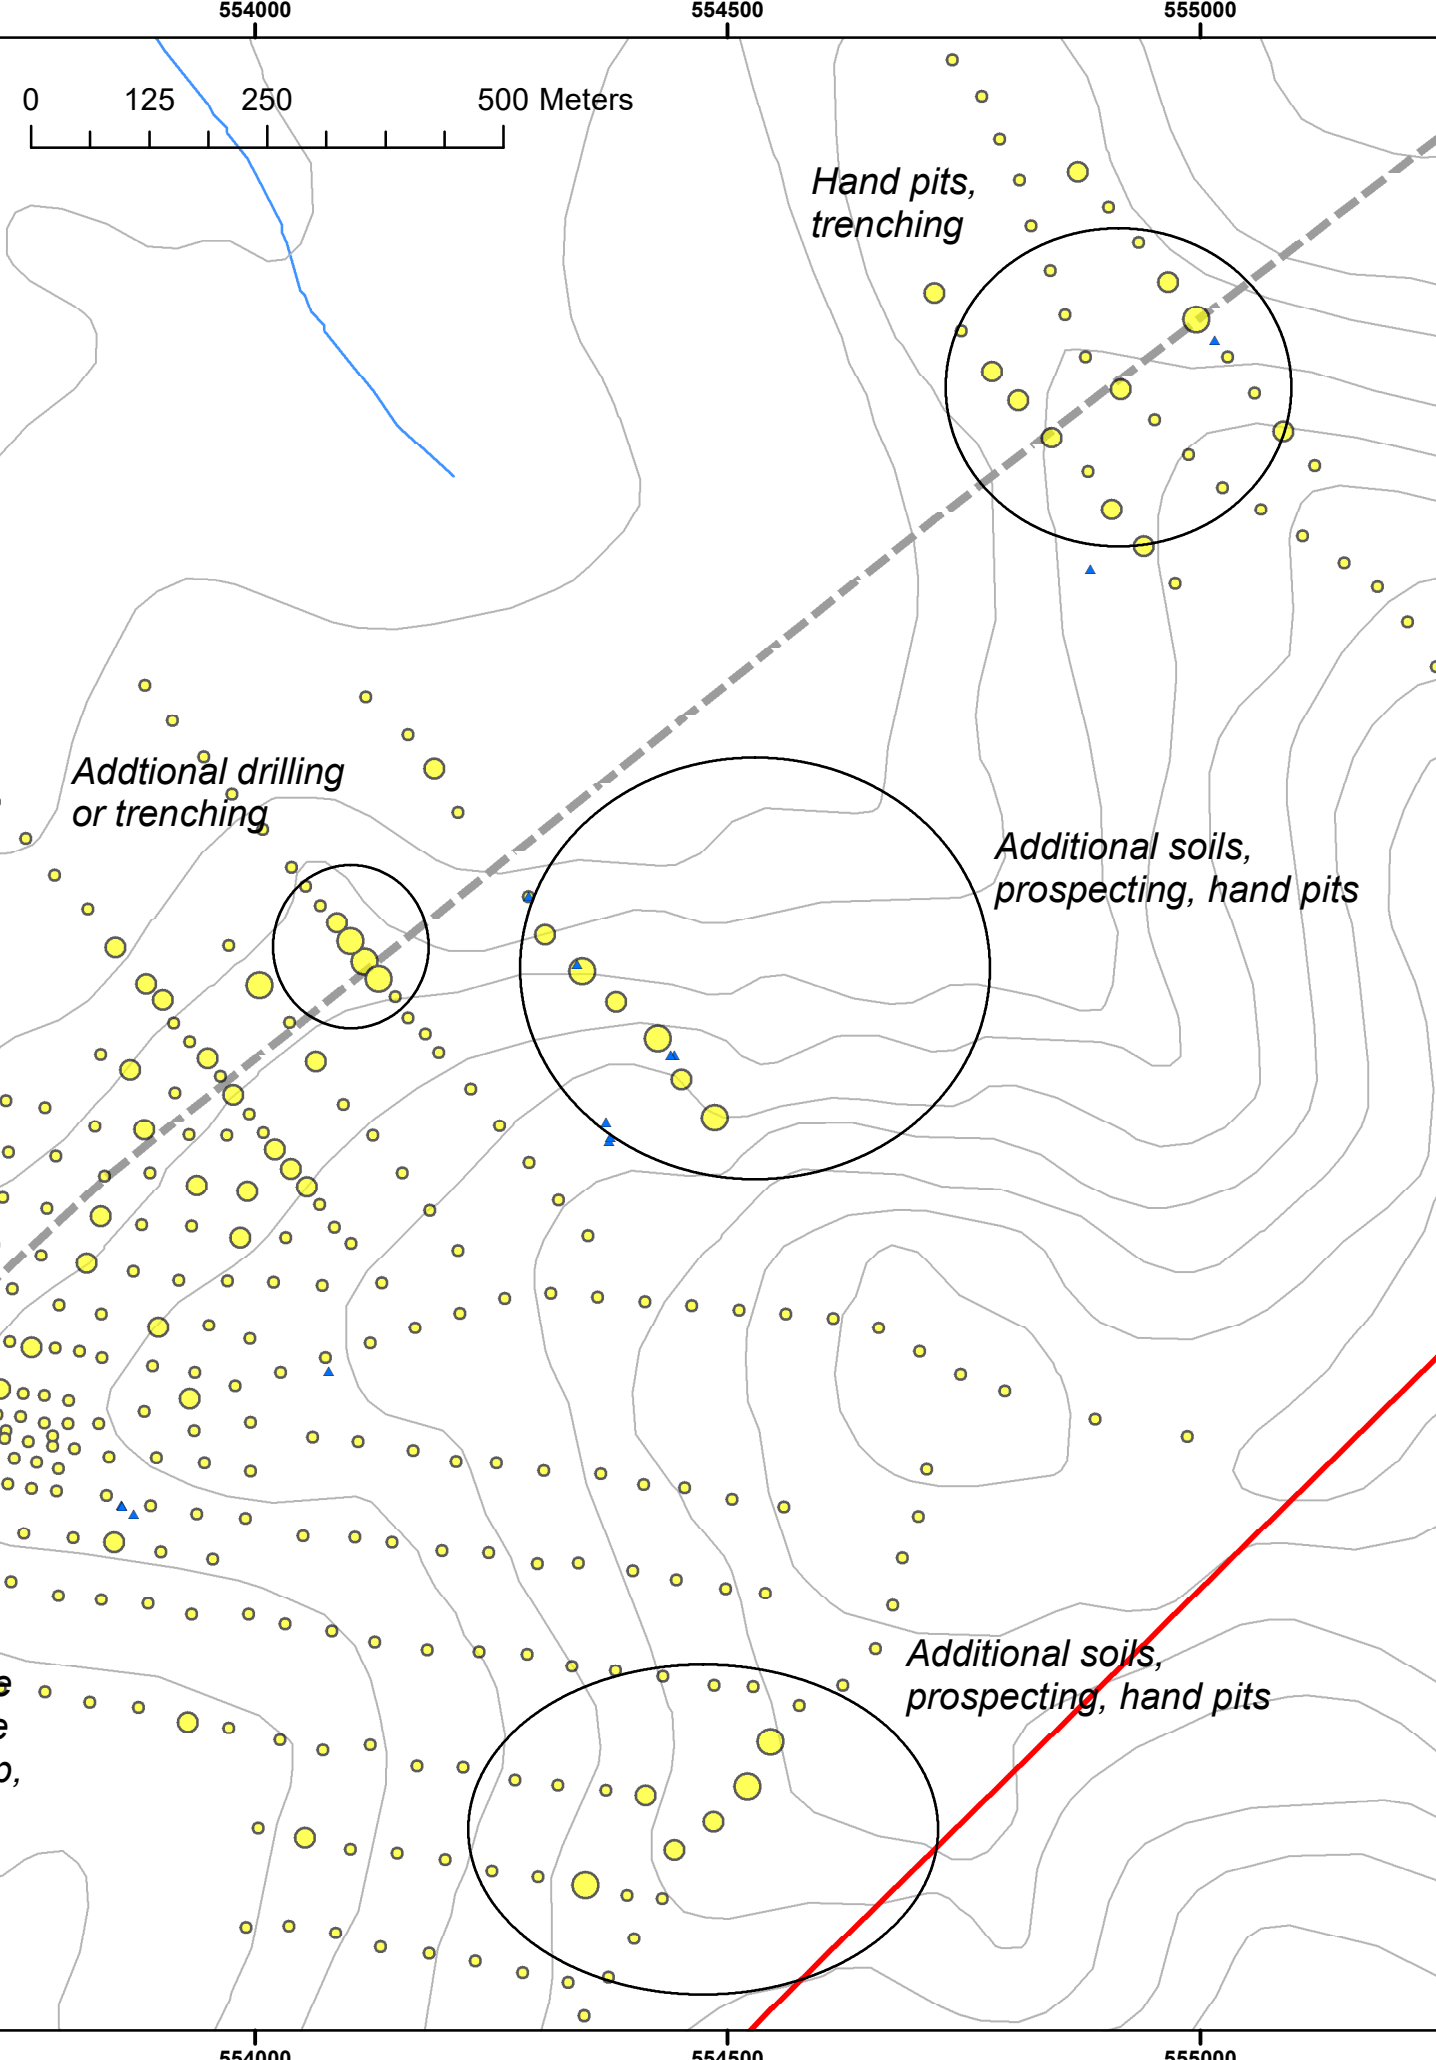 554000 554500 555000
0 125 250 500 Meters
Hand pits,
trenching
Addtional drilling
or trenching
Additional soils,
prospecting, hand pits
Additional soils,
prospecting, hand pits
e
e
554000 554500 555000